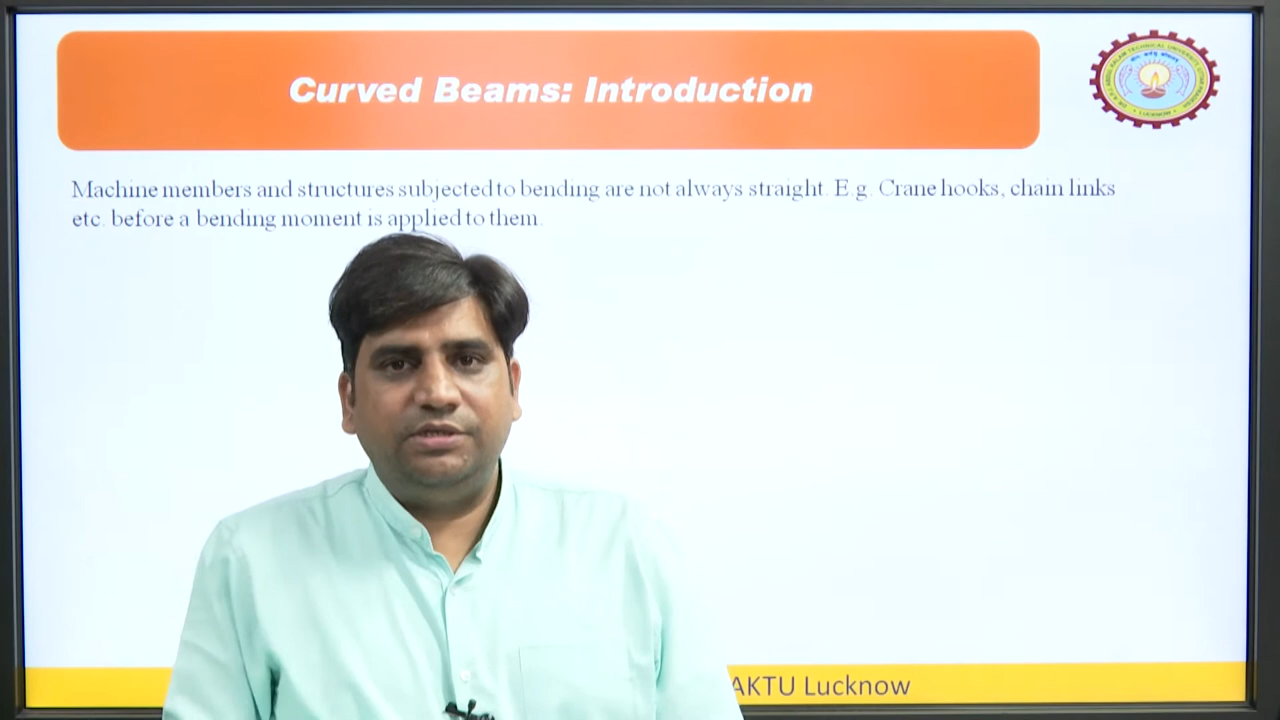 Curved Beams: Introduction
Machine members and structures subjected to bending are not always straight. E.g. Crane hooks, chain links
etc. before a bending moment is applied to them.
AKTU Lucknow